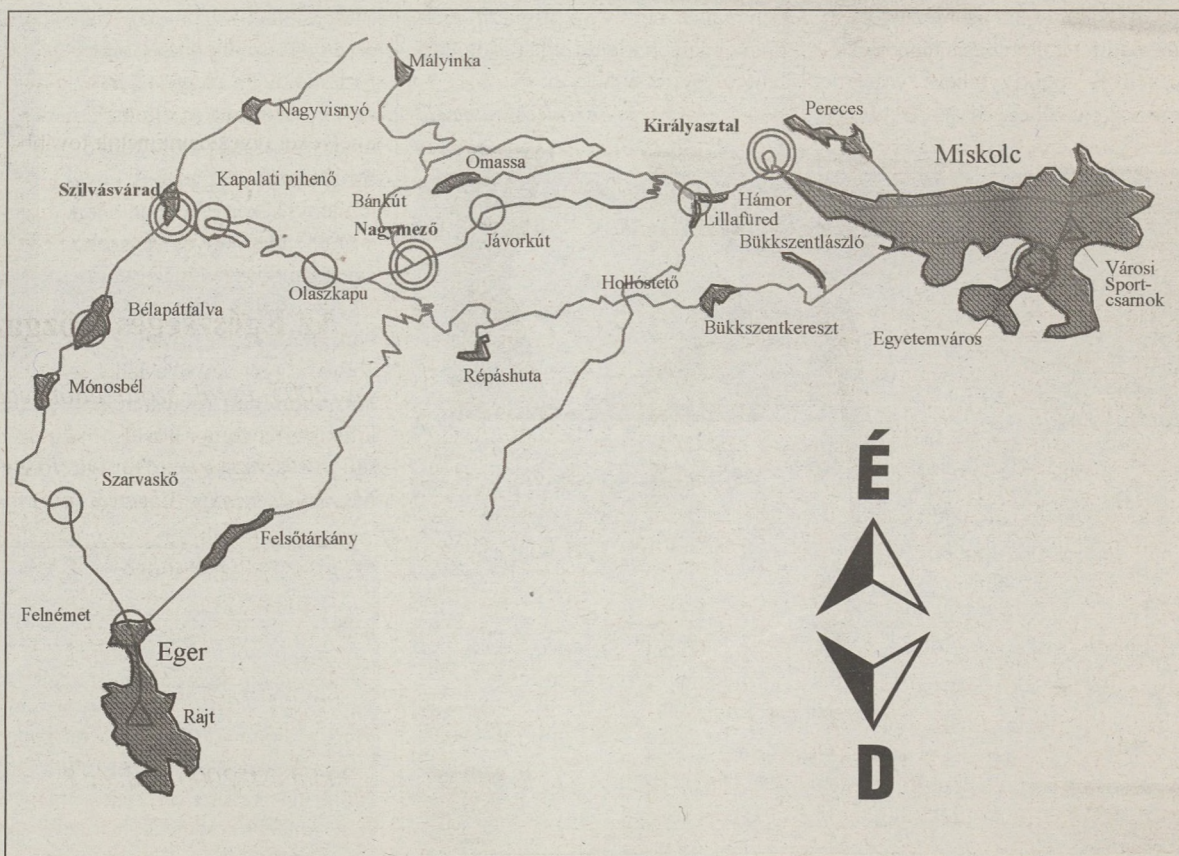 Mályinka
Nagyvisnyó
Pereces
Királyasztal
Miskolc
Omassa
Szilvásvárad
Kapalati pihenő
Bánkút
Hámor
Lillafüred
Nagymező
Jávorkút
Bükkszentlászló
Városi
Sport-
csarnok
Olaszkapu
Hollóstető
Bélapátfalva
Bükkszentkereszt
Egyetemváros
Mónosbél
Répáshuta
É
Szarvaskő
Felsőtárkány
Felnémet
Eger
Rajt
D